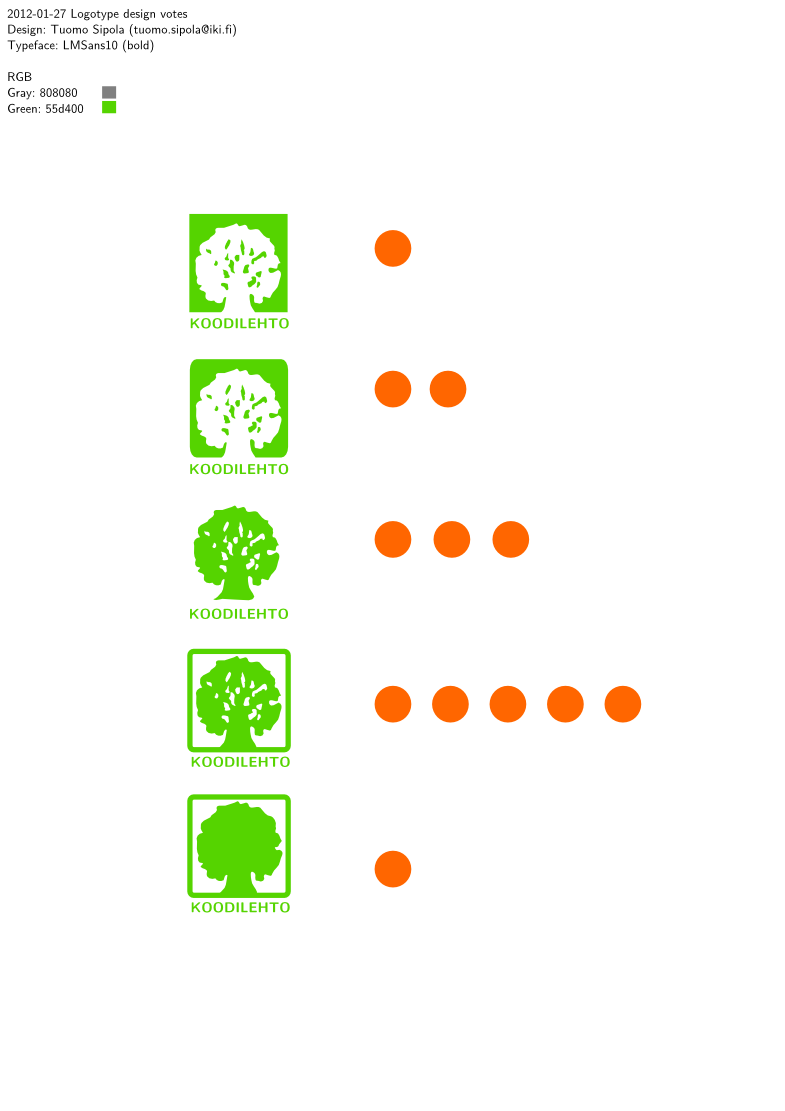 2012-01-27 Logotype design votes
Design: Tuomo Sipola (tuomo.sipola@iki.fi)
Typeface: LMSans10 (bold)
RGB
Gray: 808080
Green: 55d400
KOODILEHTO
KOODILEHTO
KOODILEHTO
KOODILEHTO
KOODILEHTO